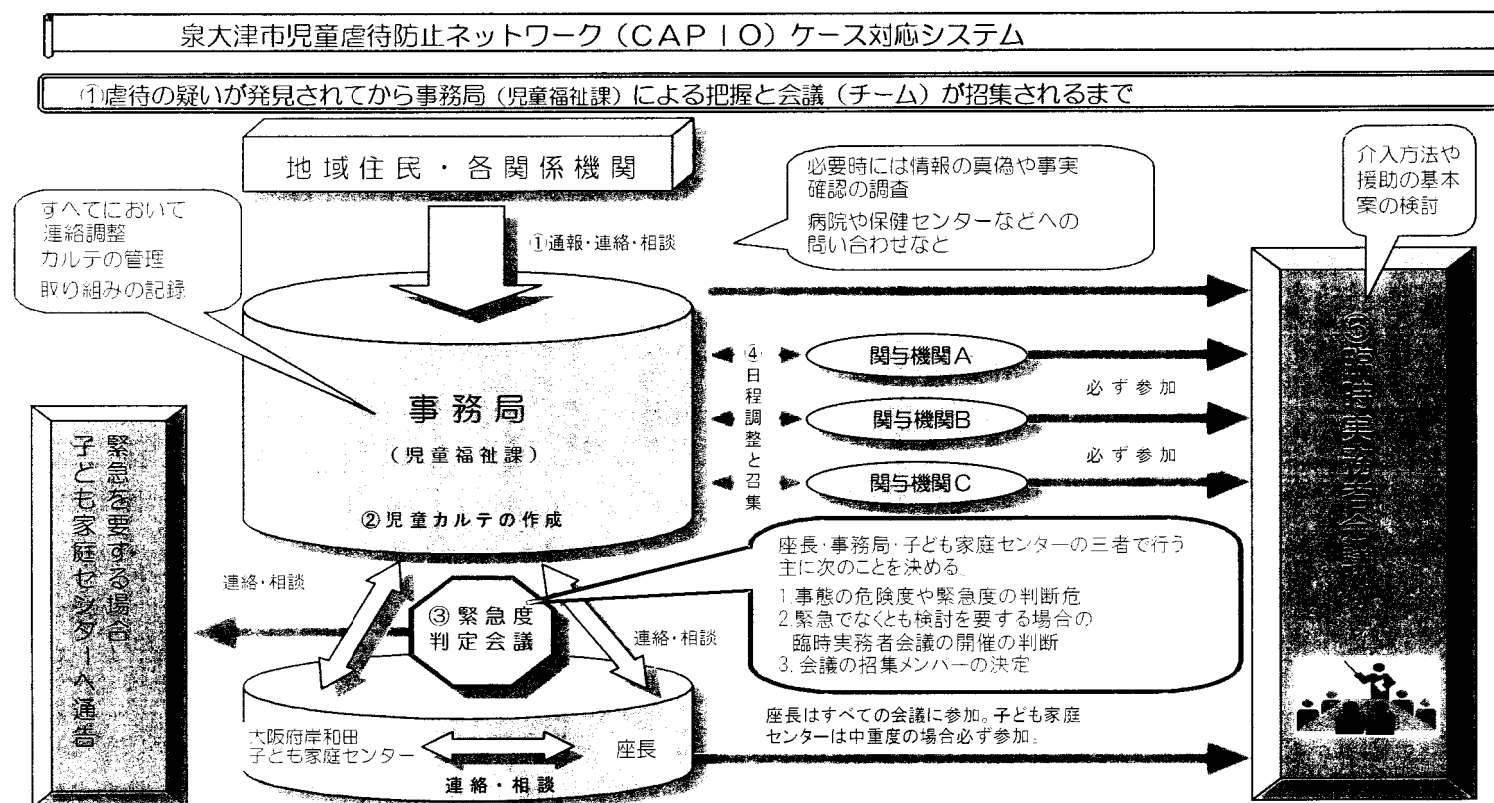 泉大津市児童虐待防止ネットワーク（CAPIO）ケース対応システム
①虐待の疑いが発見されてから事務局（児童福祉課）による把握と会議（チーム）が招集されるまで
地域住民・各関係機関
すへてにおいて
連絡調整
カルテの管理
取り組みの記録
①通報・連絡・相談
必要時には情報の真偽や事実
確認の調査
病院や保健センターなどへの
問い合わせなと
介入方法や
援助の基本
案の検討
事務局
（児童福祉課）
②児童カルテの作成
④日程調整と召集
関与機関A
必ず参加
関与機関B
必ず参加
関与機関C
臨時実務者会議
緊急を要する場合、
子ども家庭センターへ通告
連絡・相談
③緊急度
判定会議
連絡・相談
座長・事務局・子ども家庭センターの三者で行う
主に次のことを決める。
1.事態の危険度や緊急度の判断危
2.緊急でなくとも検討を要する場合の
臨時実務者会議の開催の判断
3.会議の招集メンバーの決定
大阪府岸和田
子ども家庭センター
座長
連絡・相談
座長はすべての会議に参加。子ども家庭
センターは中重度の場合必ず参加。